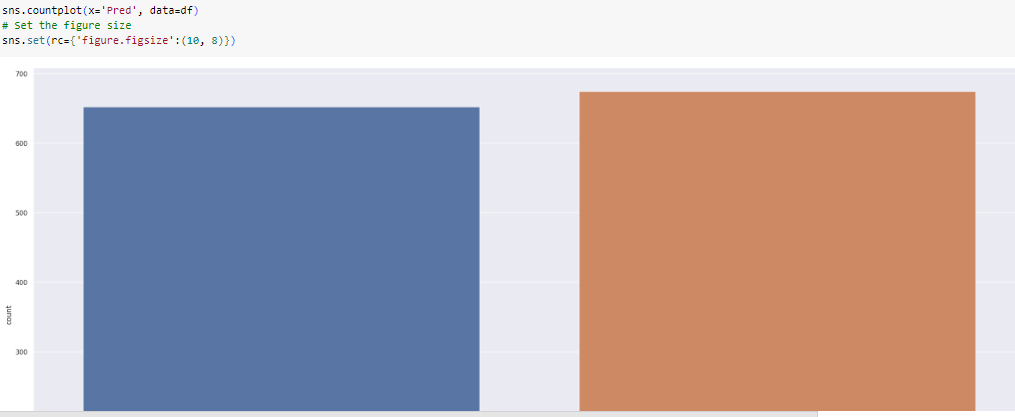 sns.countplot(x='Pred', data=df)
# Set the figure size
sns.set(rc={'figure.figsize':(10, 8)})
700
600
500
400
count
300